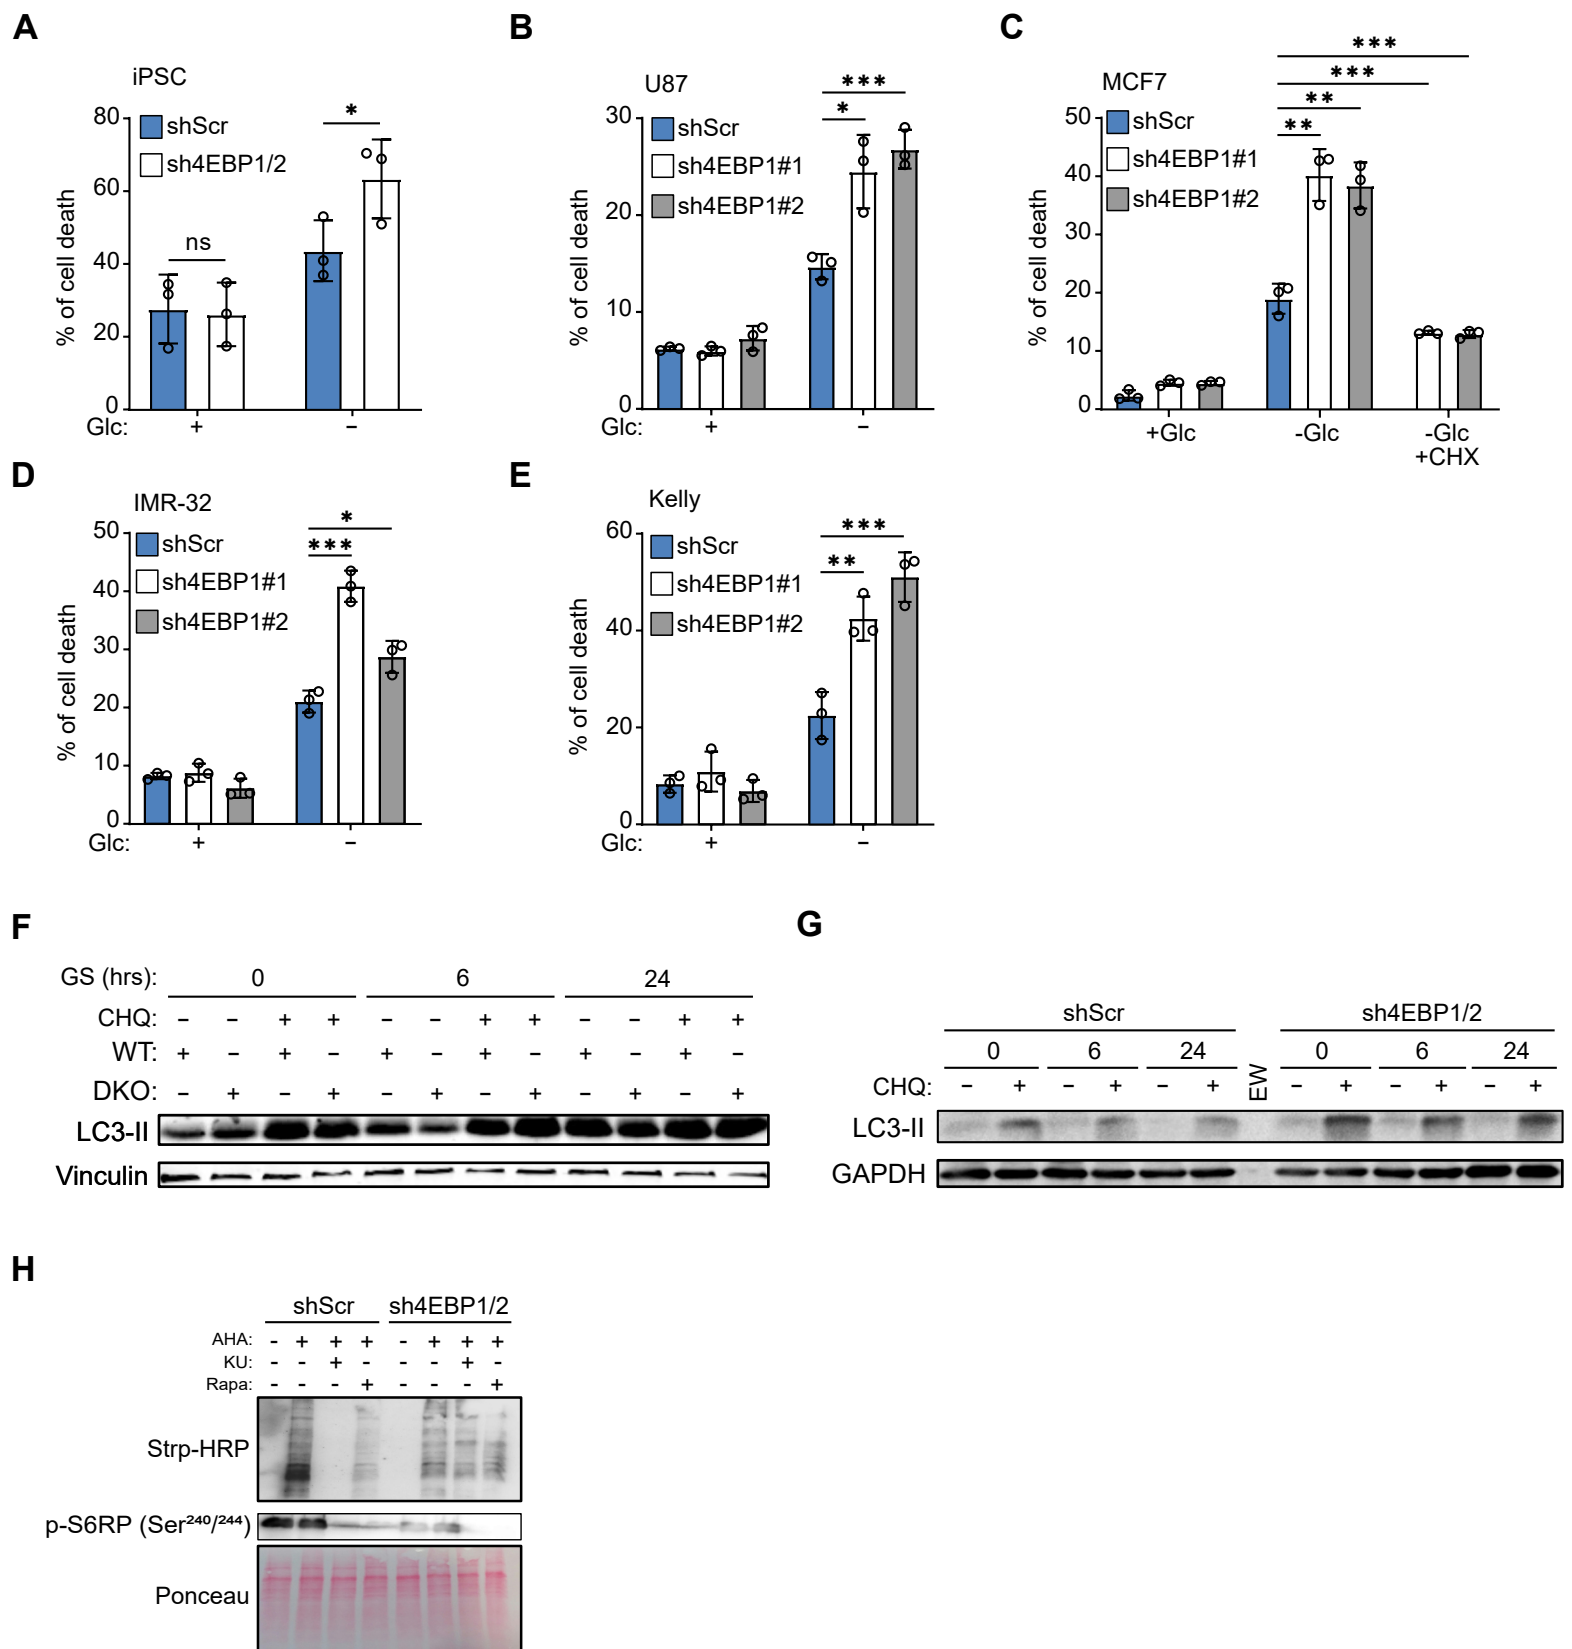 A
iPSC
% of cell death
80
60
40
20
0
shScr
sh4EBP1/2
ns
*
Glc: + −
B
U87
% of cell death
30
20
10
0
shScr
sh4EBP1#1
sh4EBP1#2
***
*
Glc: + −
C
MCF7
% of cell death
50
40
30
20
10
0
shScr
sh4EBP1#1
sh4EBP1#2
***
***
**
**
+Glc -Glc -Glc
+CHX
D
IMR-32
% of cell death
50
40
30
20
10
0
shScr
sh4EBP1#1
sh4EBP1#2
*
***
Glc: + −
E
Kelly
% of cell death
60
40
20
0
shScr
sh4EBP1#1
sh4EBP1#2
***
**
Glc: + −
F
GS (hrs): 0 6 24
CHQ: − − + + − − + + − − + +
WT: + − + − + − + − + − + −
DKO: − + − + − + − + − + − +
LC3-II
Vinculin
G
shScr EW sh4EBP1/2
0 6 24 0 6 24
CHQ: − + − + − + − + − + − +
LC3-II
GAPDH
H
shScr sh4EBP1/2
AHA: - + + + - + + +
KU: - - + - - - + -
Rapa: - - - + - - - +
Strp-HRP
p-S6RP (Ser²⁴⁰/²⁴⁴)
Ponceau